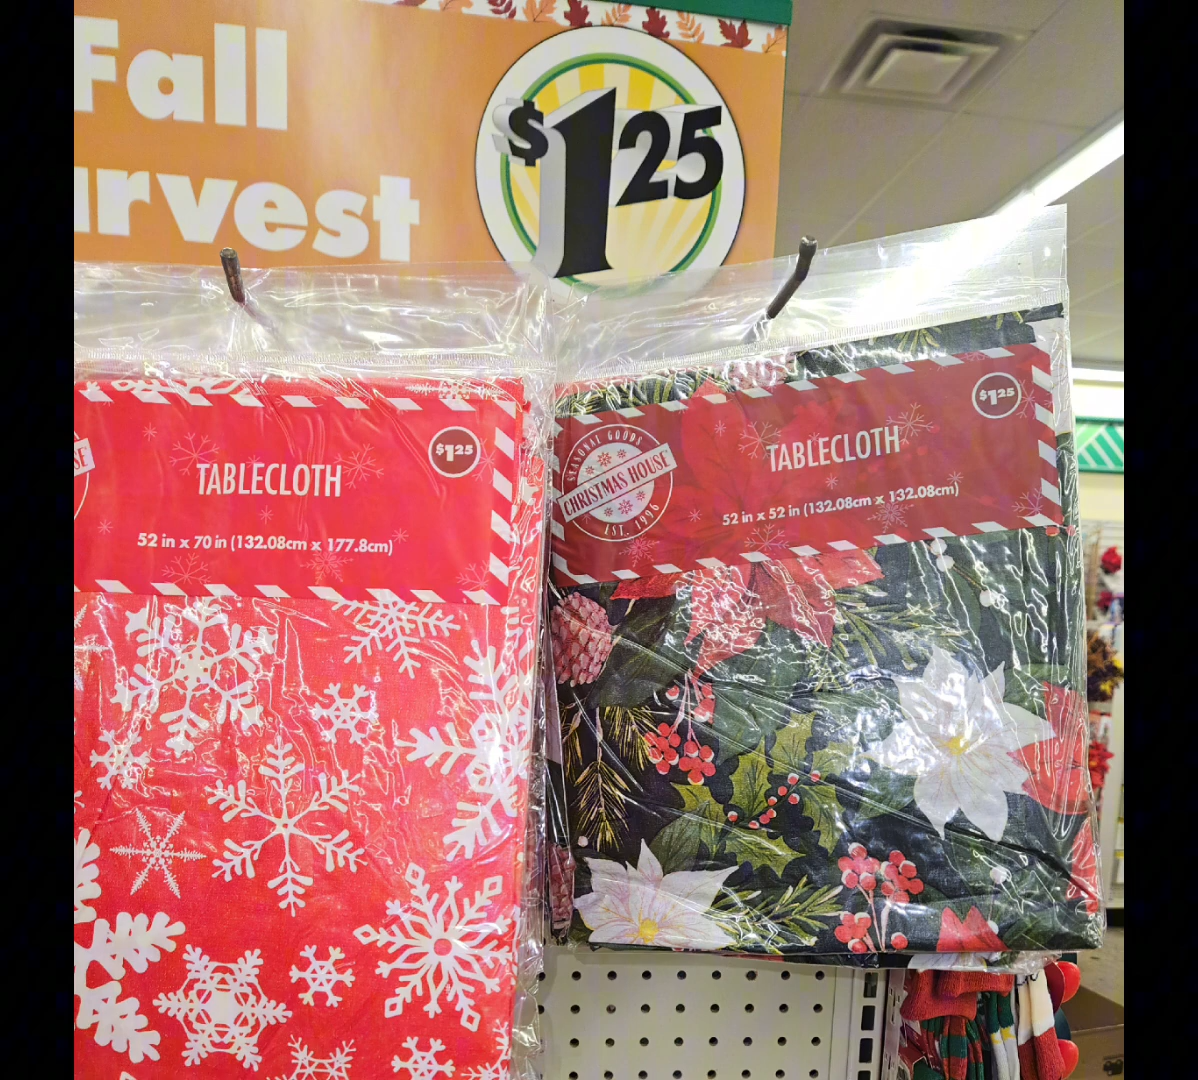 Fall
arvest
$1.25
TABLECLOTH
$1.25
52 in x 70 in (132.08cm x 177.8cm)
SEASONAL GOODS
CHRISTMAS HOUSE
EST. 1996
TABLECLOTH
$1.25
52 in x 52 in (132.08cm x 132.08cm)